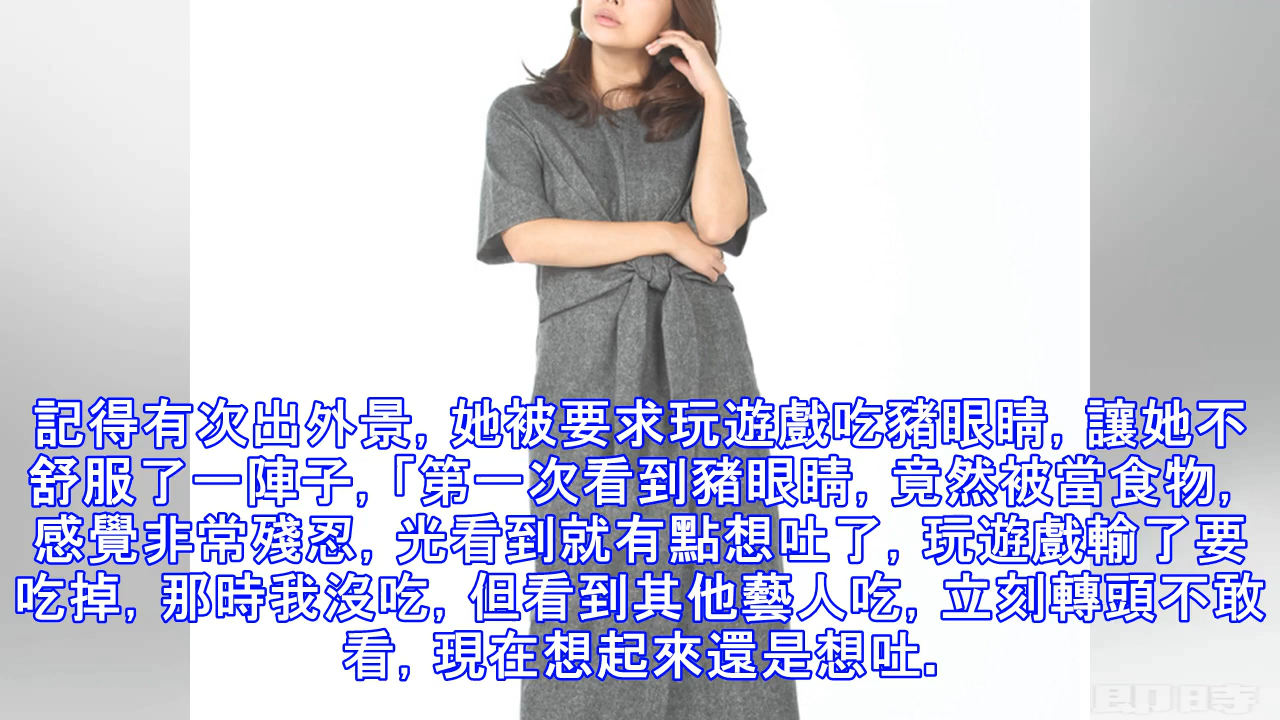 記得有次出外景, 她被要求玩遊戲吃豬眼睛, 讓她不
舒服了一陣子,「第一次看到豬眼睛, 竟然被當食物,
感覺非常殘忍, 光看到就有點想吐了, 玩遊戲輸了要
吃掉, 那時我沒吃, 但看到其他藝人吃, 立刻轉頭不敢
看, 現在想起來還是想吐.
即時